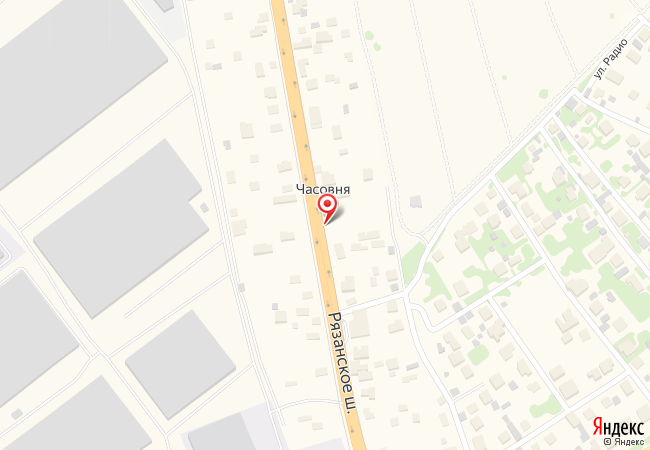 ул. Радио
Часовня
Рязанское ш.
Яндекс
© Яндекс